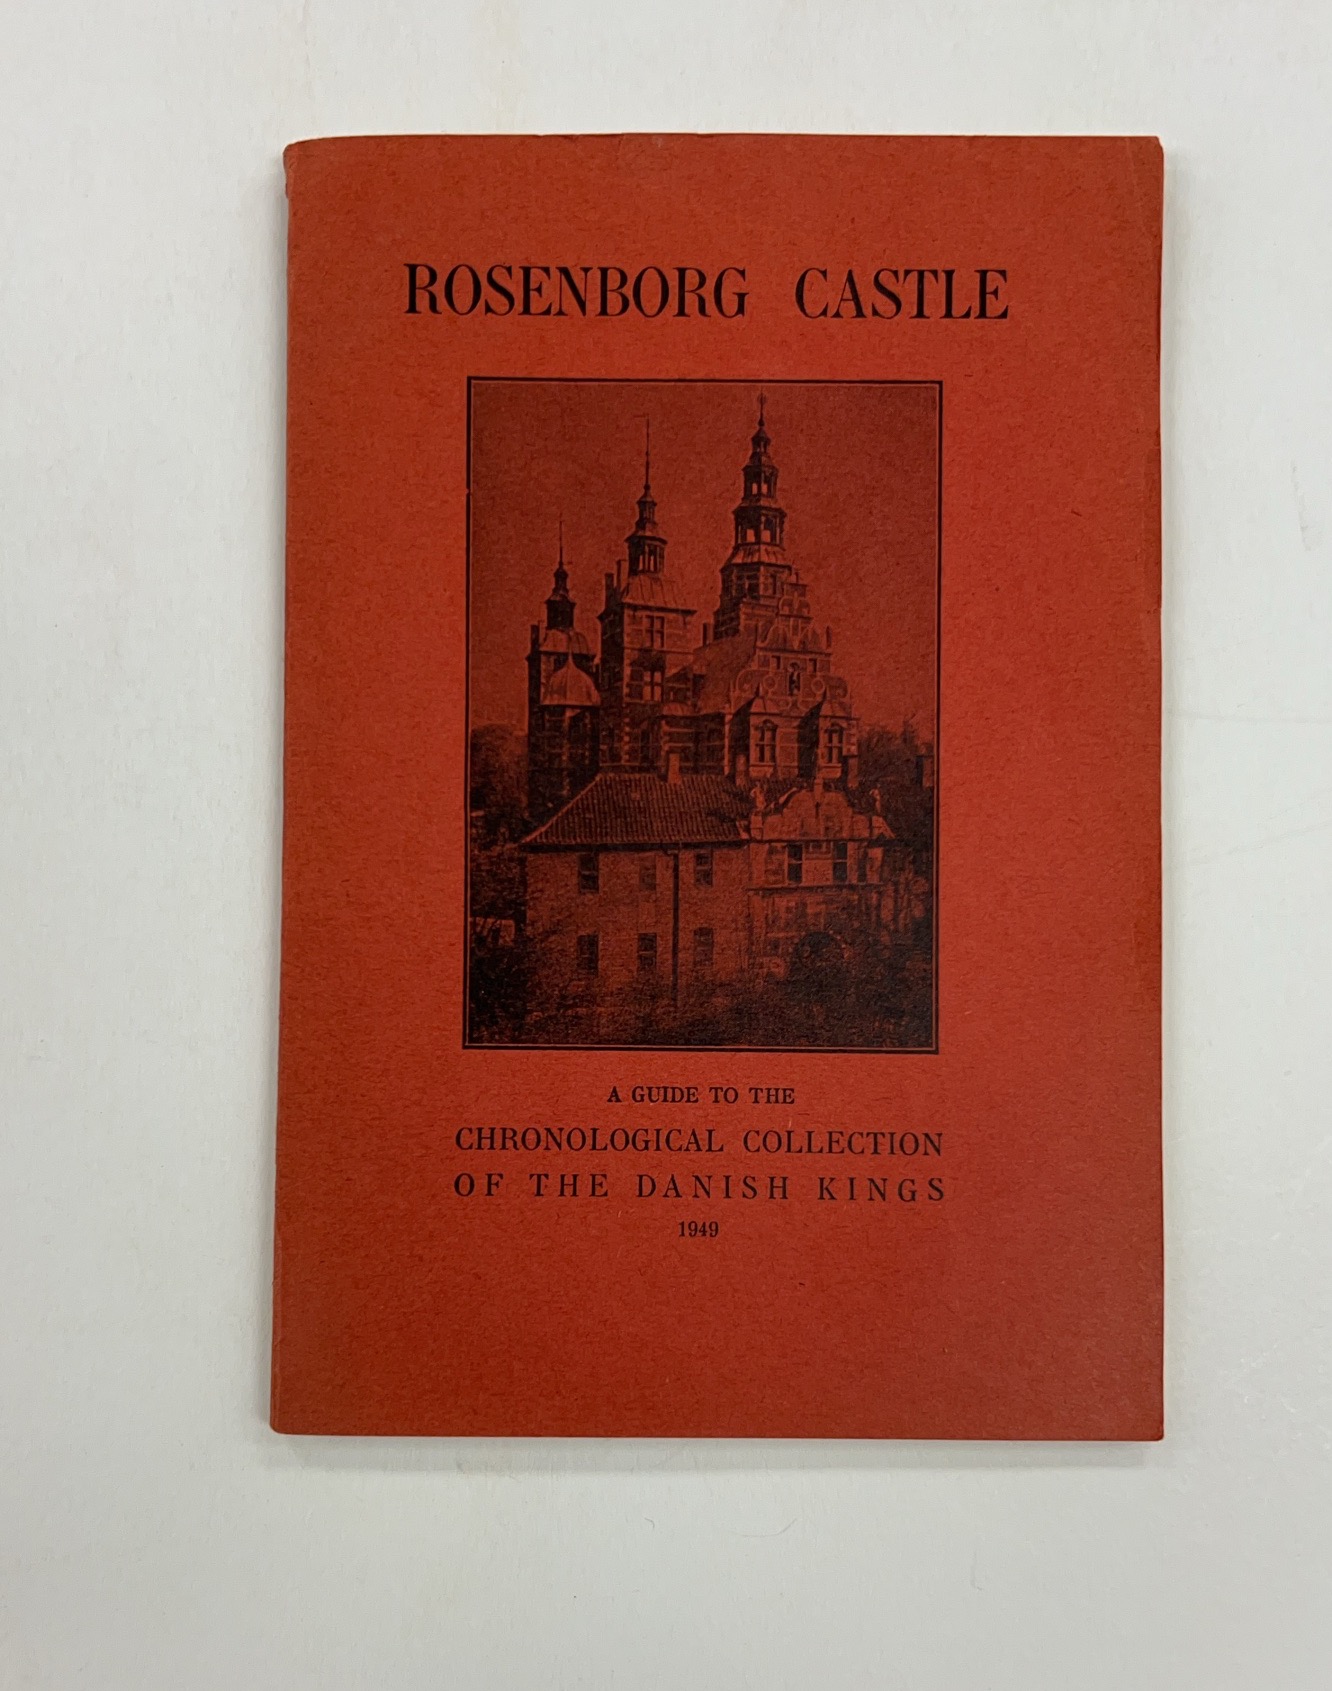 ROSENBORG CASTLE
A GUIDE TO THE
CHRONOLOGICAL COLLECTION
OF THE DANISH KINGS
1949